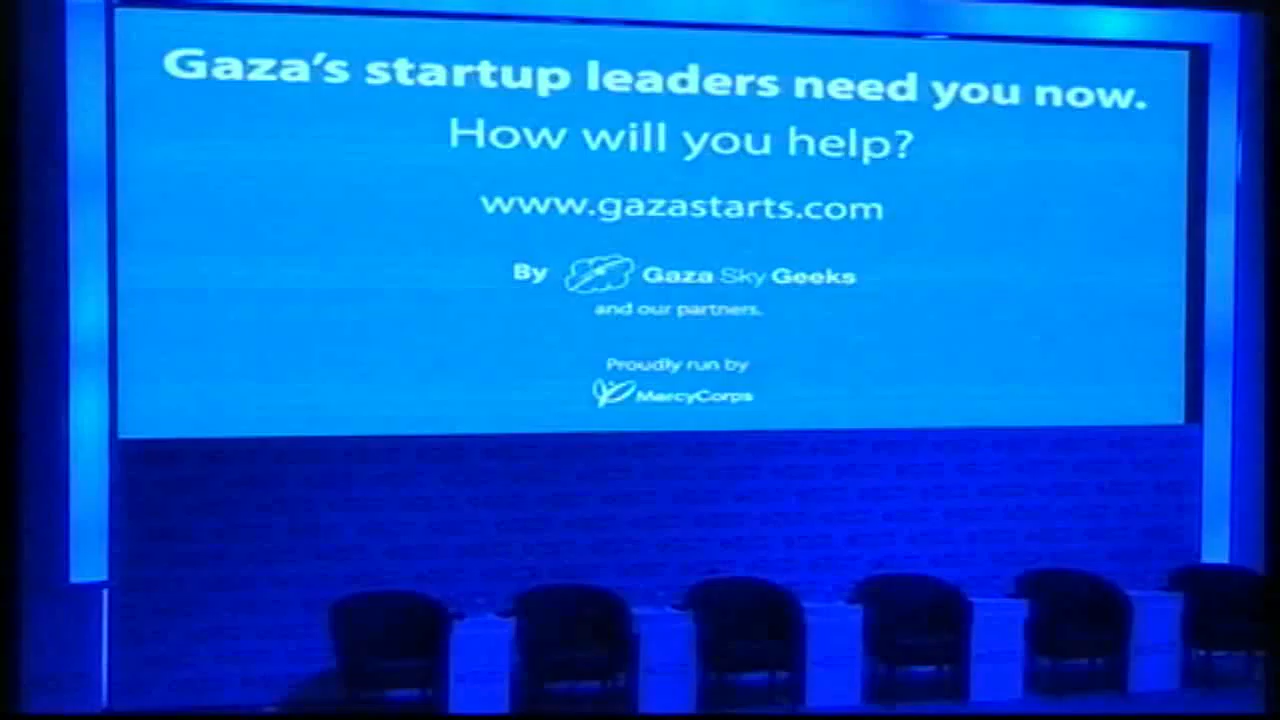 Gaza's startup leaders need you now.
How will you help?
www.gazastarts.com
By Gaza Sky Geeks
and our partners.
Proudly run by
MercyCorps